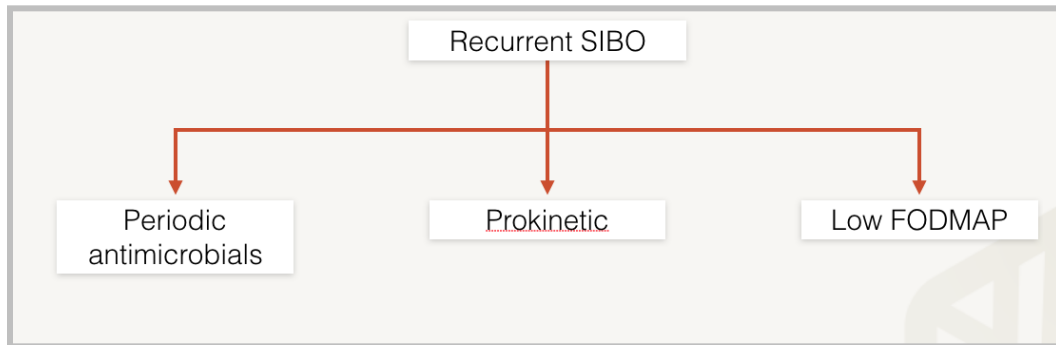 Recurrent SIBO
Periodic
antimicrobials
Prokinetic
Low FODMAP